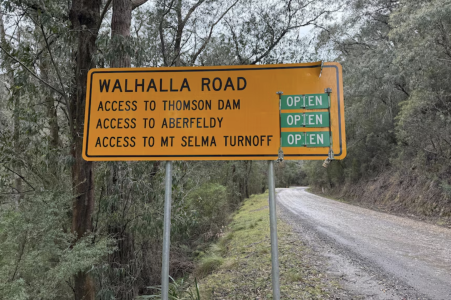 WALHALLA ROAD
ACCESS TO THOMSON DAM OPEN
ACCESS TO ABERFELDY OPEN
ACCESS TO MT SELMA TURNOFF OPEN